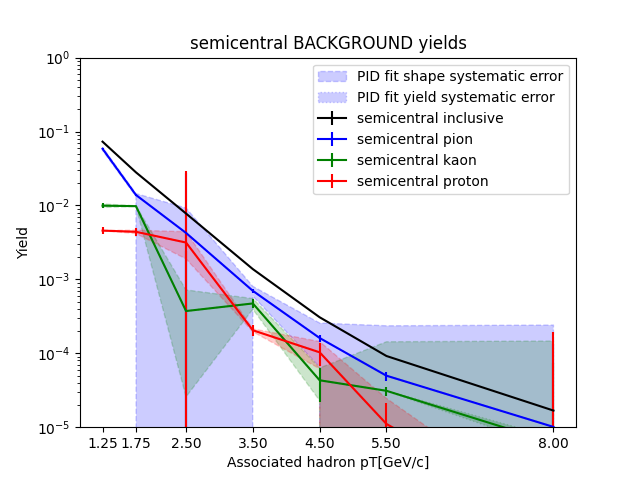 semicentral BACKGROUND yields
PID fit shape systematic error
PID fit yield systematic error
semicentral inclusive
semicentral pion
semicentral kaon
semicentral proton
Yield
10^0
10^-1
10^-2
10^-3
10^-4
10^-5
1.25 1.75 2.50 3.50 4.50 5.50 8.00
Associated hadron pT[GeV/c]